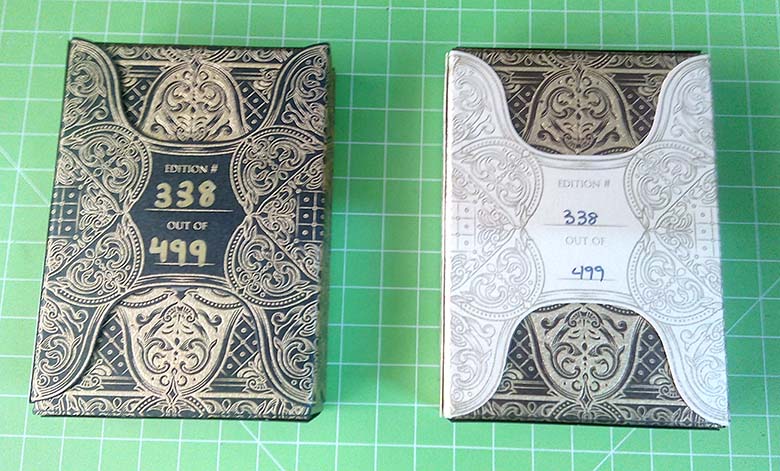 EDITION #
338
OUT OF
499
EDITION #
338
OUT OF
499